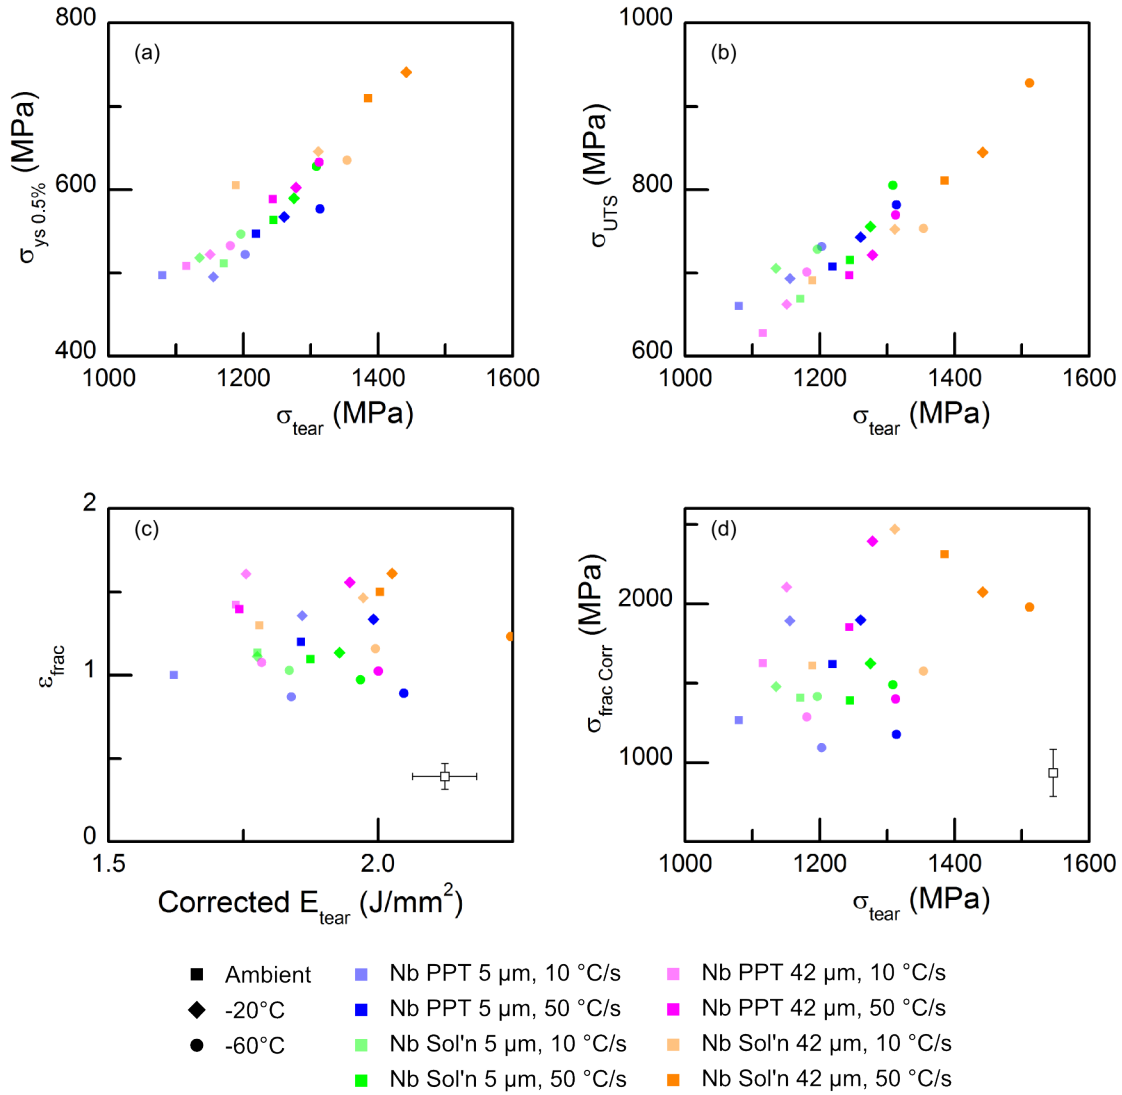 800
(a)
600
400
σys 0.5% (MPa)
1000 1200 1400 1600
σtear (MPa)
1000
(b)
800
600
σUTS (MPa)
1000 1200 1400 1600
σtear (MPa)
2
(c)
1
0
εfrac
1.5 2.0
Corrected Etear (J/mm²)
(d)
2000
1000
σfrac Corr (MPa)
1000 1200 1400 1600
σtear (MPa)
Ambient
-20°C
-60°C
Nb PPT 5 µm, 10 °C/s
Nb PPT 5 µm, 50 °C/s
Nb Sol'n 5 µm, 10 °C/s
Nb Sol'n 5 µm, 50 °C/s
Nb PPT 42 µm, 10 °C/s
Nb PPT 42 µm, 50 °C/s
Nb Sol'n 42 µm, 10 °C/s
Nb Sol'n 42 µm, 50 °C/s